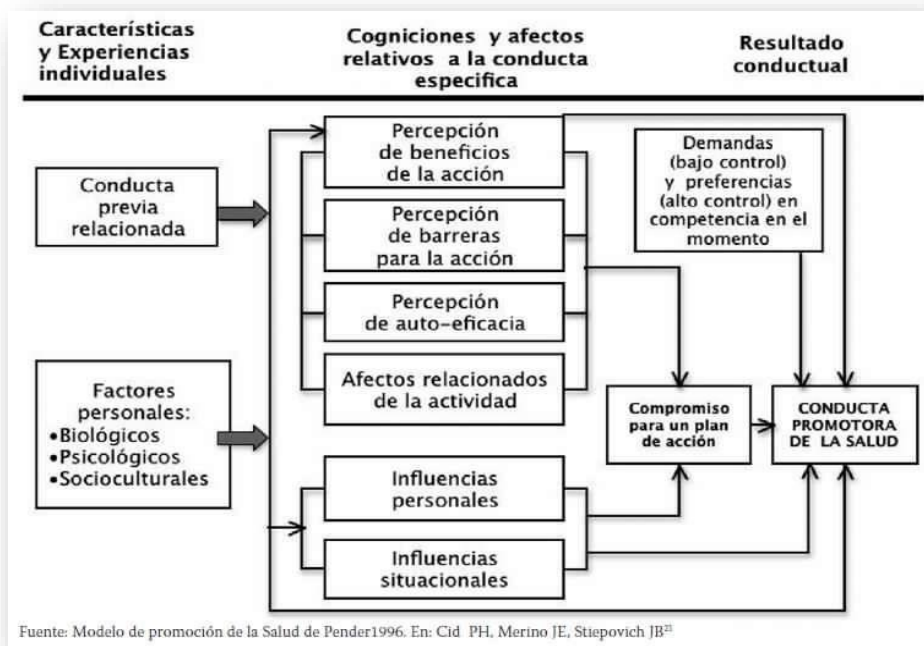 Características
y Experiencias
individuales
Cogniciones y afectos
relativos a la conducta
especifica
Resultado
conductual
Conducta
previa
relacionada
Factores
personales:
•Biológicos
•Psicológicos
•Socioculturales
Percepción
de beneficios
de la acción
Percepción
de barreras
para la acción
Percepción
de auto-eficacia
Afectos relacionados
de la actividad
Influencias
personales
Influencias
situacionales
Demandas
(bajo control)
y preferencias
(alto control) en
competencia en el
momento
Compromiso
para un plan
de acción
CONDUCTA
PROMOTORA
DE LA SALUD
Fuente: Modelo de promoción de la Salud de Pender1996. En: Cid PH, Merino JE, Stiepovich JB²¹